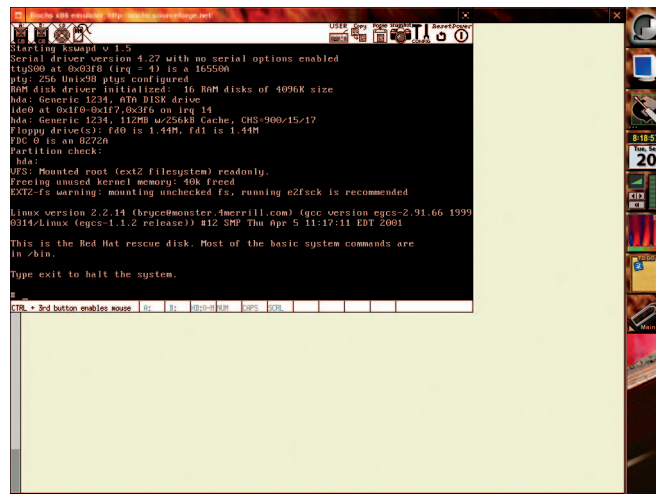 Bochs x86 emulator, http://bochs.sourceforge.net/
USER Copy Paste Snapshot CONFIG Reset Power
Starting kswapd v 1.5
Serial driver version 4.27 with no serial options enabled
ttyS00 at 0x03f8 (irq = 4) is a 16550A
pty: 256 Unix98 ptys configured
RAM disk driver initialized:  16 RAM disks of 4096K size
hda: Generic 1234, ATA DISK drive
ide0 at 0x1f0-0x1f7,0x3f6 on irq 14
hda: Generic 1234, 112MB w/256kB Cache, CHS=900/15/17
Floppy drive(s): fd0 is 1.44M, fd1 is 1.44M
FDC 0 is an 8272A
Partition check:
hda:
VFS: Mounted root (ext2 filesystem) readonly.
Freeing unused kernel memory: 40k freed
EXT2-fs warning: mounting unchecked fs, running e2fsck is recommended
Linux version 2.2.14 (bryce@monster.4merrill.com) (gcc version egcs-2.91.66 1999
0314/Linux (egcs-1.1.2 release)) #12 SMP Thu Apr 5 11:17:11 EDT 2001
This is the Red Hat rescue disk. Most of the basic system commands are
in /bin.
Type exit to halt the system.
#
CTRL + 3rd button enables mouse A: B: HD:0-M NUM CAPS SCRL
8:18:5
Tue, Se
20
TO DO
2
Main